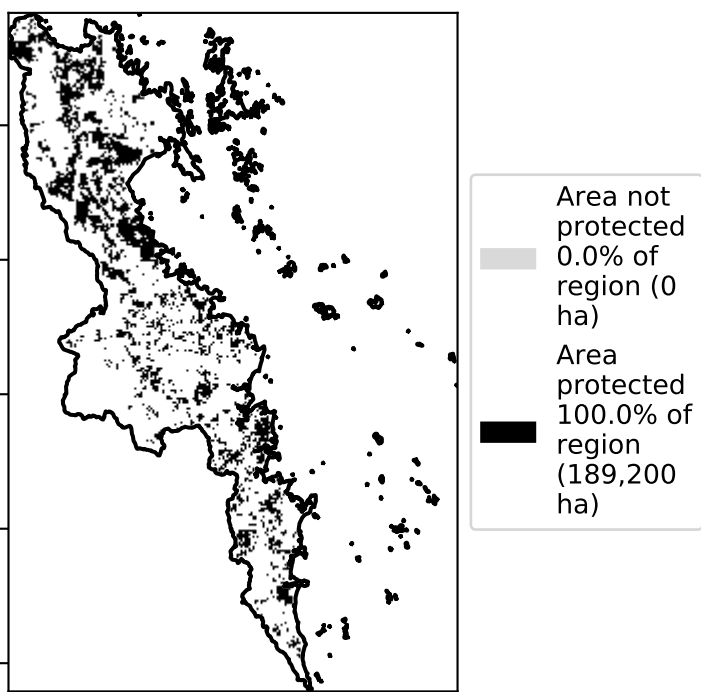 Area not
protected
0.0% of
region (0
ha)
Area
protected
100.0% of
region
(189,200
ha)